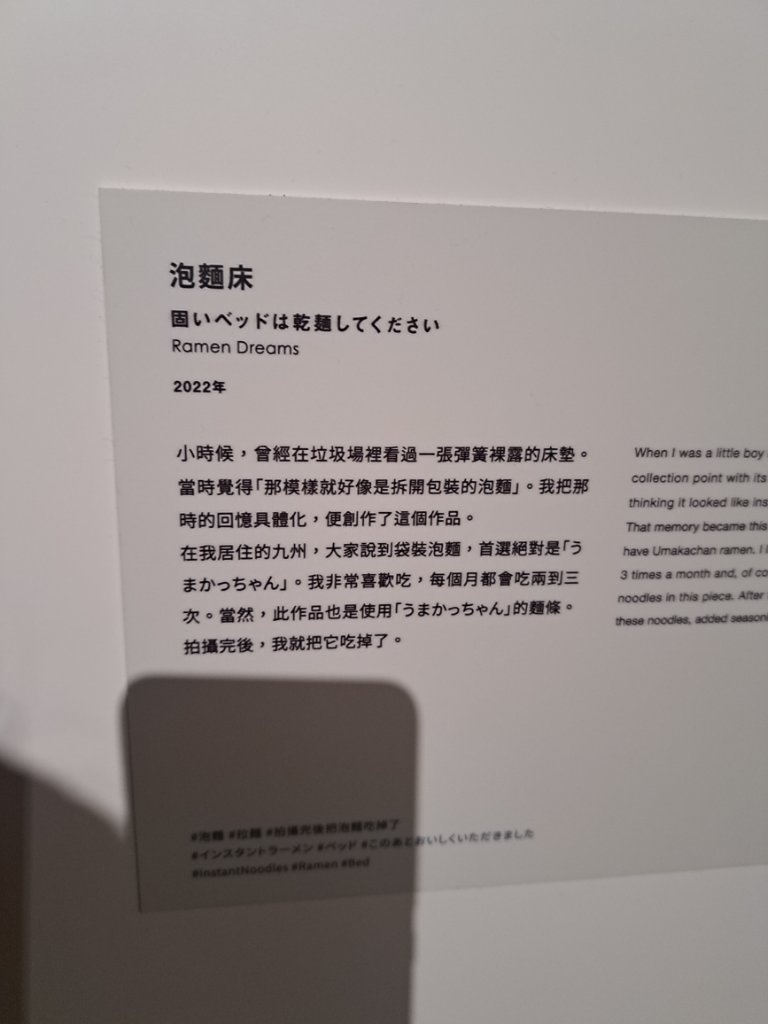 泡麵床
固いベッドは乾麺してください
Ramen Dreams
2022年
小時候，曾經在垃圾場裡看過一張彈簧裸露的床墊。
當時覺得「那模樣就好像是拆開包裝的泡麵」。我把那
時的回憶具體化，便創作了這個作品。
在我居住的九州，大家說到袋裝泡麵，首選絕對是「う
まかっちゃん」。我非常喜歡吃，每個月都會吃兩到三
次。當然，此作品也是使用「うまかっちゃん」的麵條。
拍攝完後，我就把它吃掉了。
When I was a little boy
collection point with its
thinking it looked like ins
That memory became this
have Umakachan ramen. I l
3 times a month and, of co
noodles in this piece. After
these noodles, added season
#泡麵 #拉麵 #拍攝完後把泡麵吃掉了
#インスタントラーメン #ベッド #このあとおいしくいただきました
#InstantNoodles #Ramen #Bed